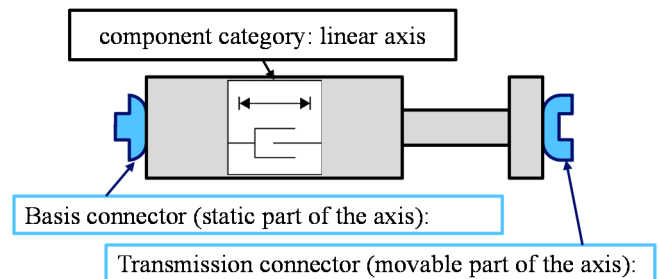 component category: linear axis
Basis connector (static part of the axis):
Transmission connector (movable part of the axis):